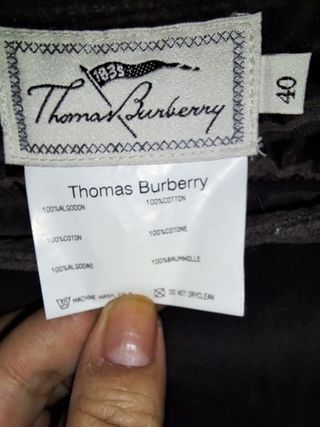 1835
Thomas Burberry
40
Thomas Burberry
100%ALGODON 100%COTTON
100%COTON 100%COTONE
100%ALGODAO 100%BAUMWOLLE
MACHINE WASH, DO NOT DRYCLEAN